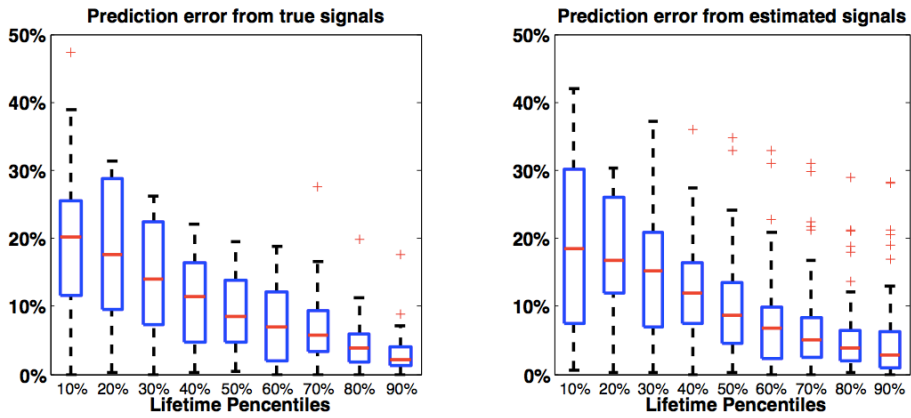 Prediction error from true signals
50%
40%
30%
20%
10%
0%
10% 20% 30% 40% 50% 60% 70% 80% 90%
Lifetime Pencentiles
Prediction error from estimated signals
50%
40%
30%
20%
10%
0%
10% 20% 30% 40% 50% 60% 70% 80% 90%
Lifetime Pencentiles